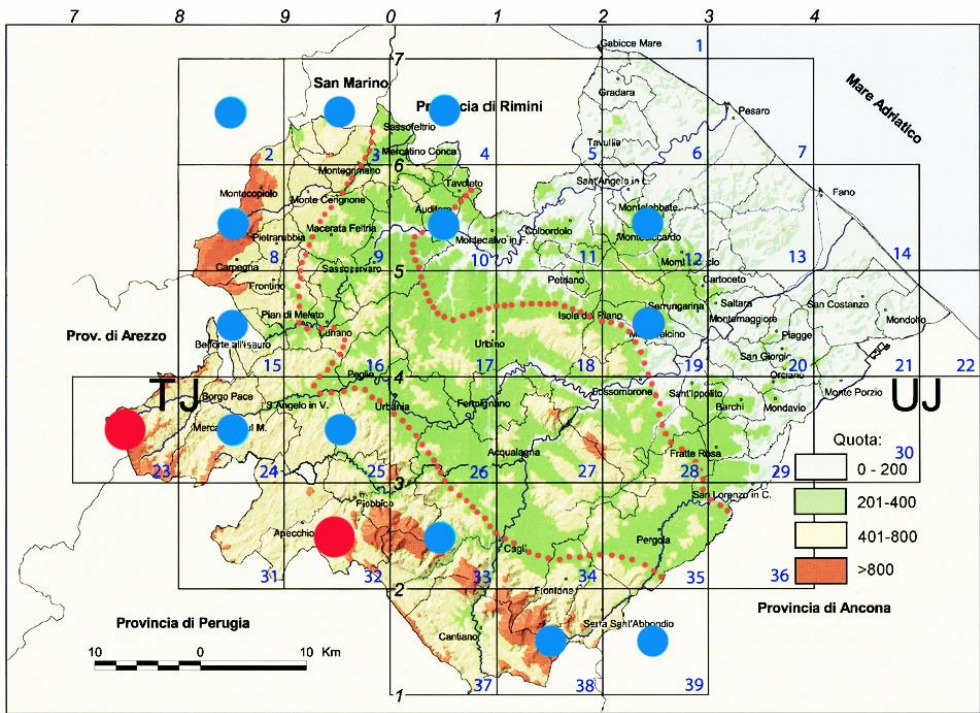 7 8 9 0 1 2 3 4
1
Gabicce Mare
7
San Marino
Gradara
Provincia di Rimini
Pesaro
Mare Adriatico
Sassofeltrio
Tavullia
Mercatino Conca
2 3 6 4 5 6 7
Montegrimano
Montecopiolo
Tavoleto
Sant'Angelo in L.
Fano
Monte Cerignone
Auditore
Montelabbate
Macerata Feltria
Montecalvo in F.
Colbordolo
Pietrarubbia
8 9 10 11 12 13 14
Carpegna
Sassocorvaro
5
Petriano
Cartoceto
Frontino
Saltara
San Costanzo
Serrungarina
Pian di Meleto
Isola del Piano
Montemaggiore
Mondolfo
Prov. di Arezzo
Lunano
Urbino
Piagge
Belforte all'Isauro
San Giorgio
15 16 17 18 19 20 21 22
Peglio
4
Orciano
TJ
UJ
Borgo Pace
S.Angelo in V.
Urbania
Fermignano
Fossombrone
Sant'Ippolito
Barchi
Mondavio
Monte Porzio
Quota:
Acqualagna
Fratte Rosa
23 24 25 26 27 28 29 30
0 - 200
3
San Lorenzo in C.
Piobbico
201-400
Apecchio
401-800
Cagli
Pergola
>800
31 32 33 34 35 36
2
Frontone
Provincia di Perugia
Serra Sant'Abbondio
Provincia di Ancona
Cantiano
10 0 10 Km
1
37 38 39